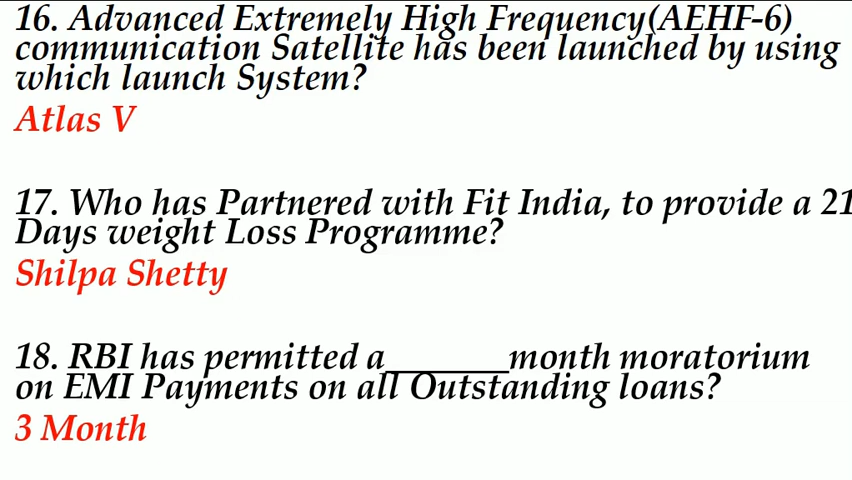 16. Advanced Extremely High Frequency(AEHF-6)
communication Satellite has been launched by using
which launch System?
Atlas V
17. Who has Partnered with Fit India, to provide a 21
Days weight Loss Programme?
Shilpa Shetty
18. RBI has permitted a_______month moratorium
on EMI Payments on all Outstanding loans?
3 Month